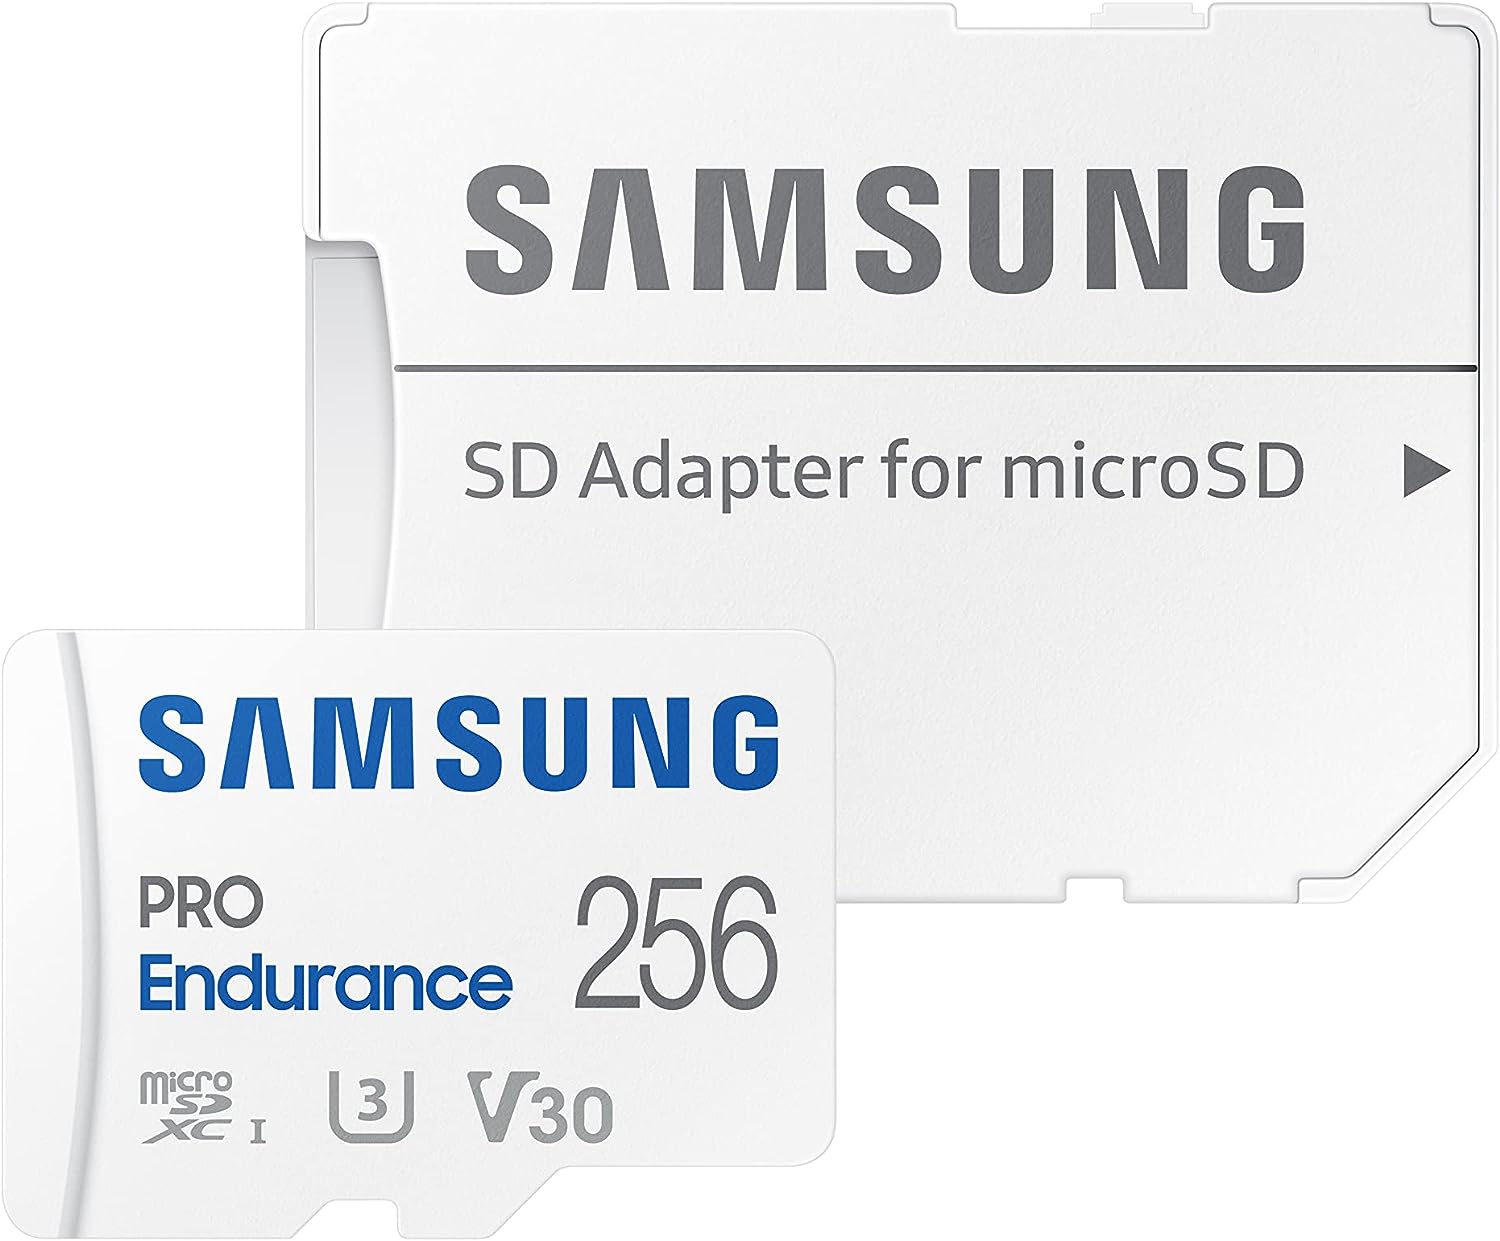 SAMSUNG
SD Adapter for microSD
SAMSUNG
PRO
Endurance
256
micro
SD
XC I
3
V30